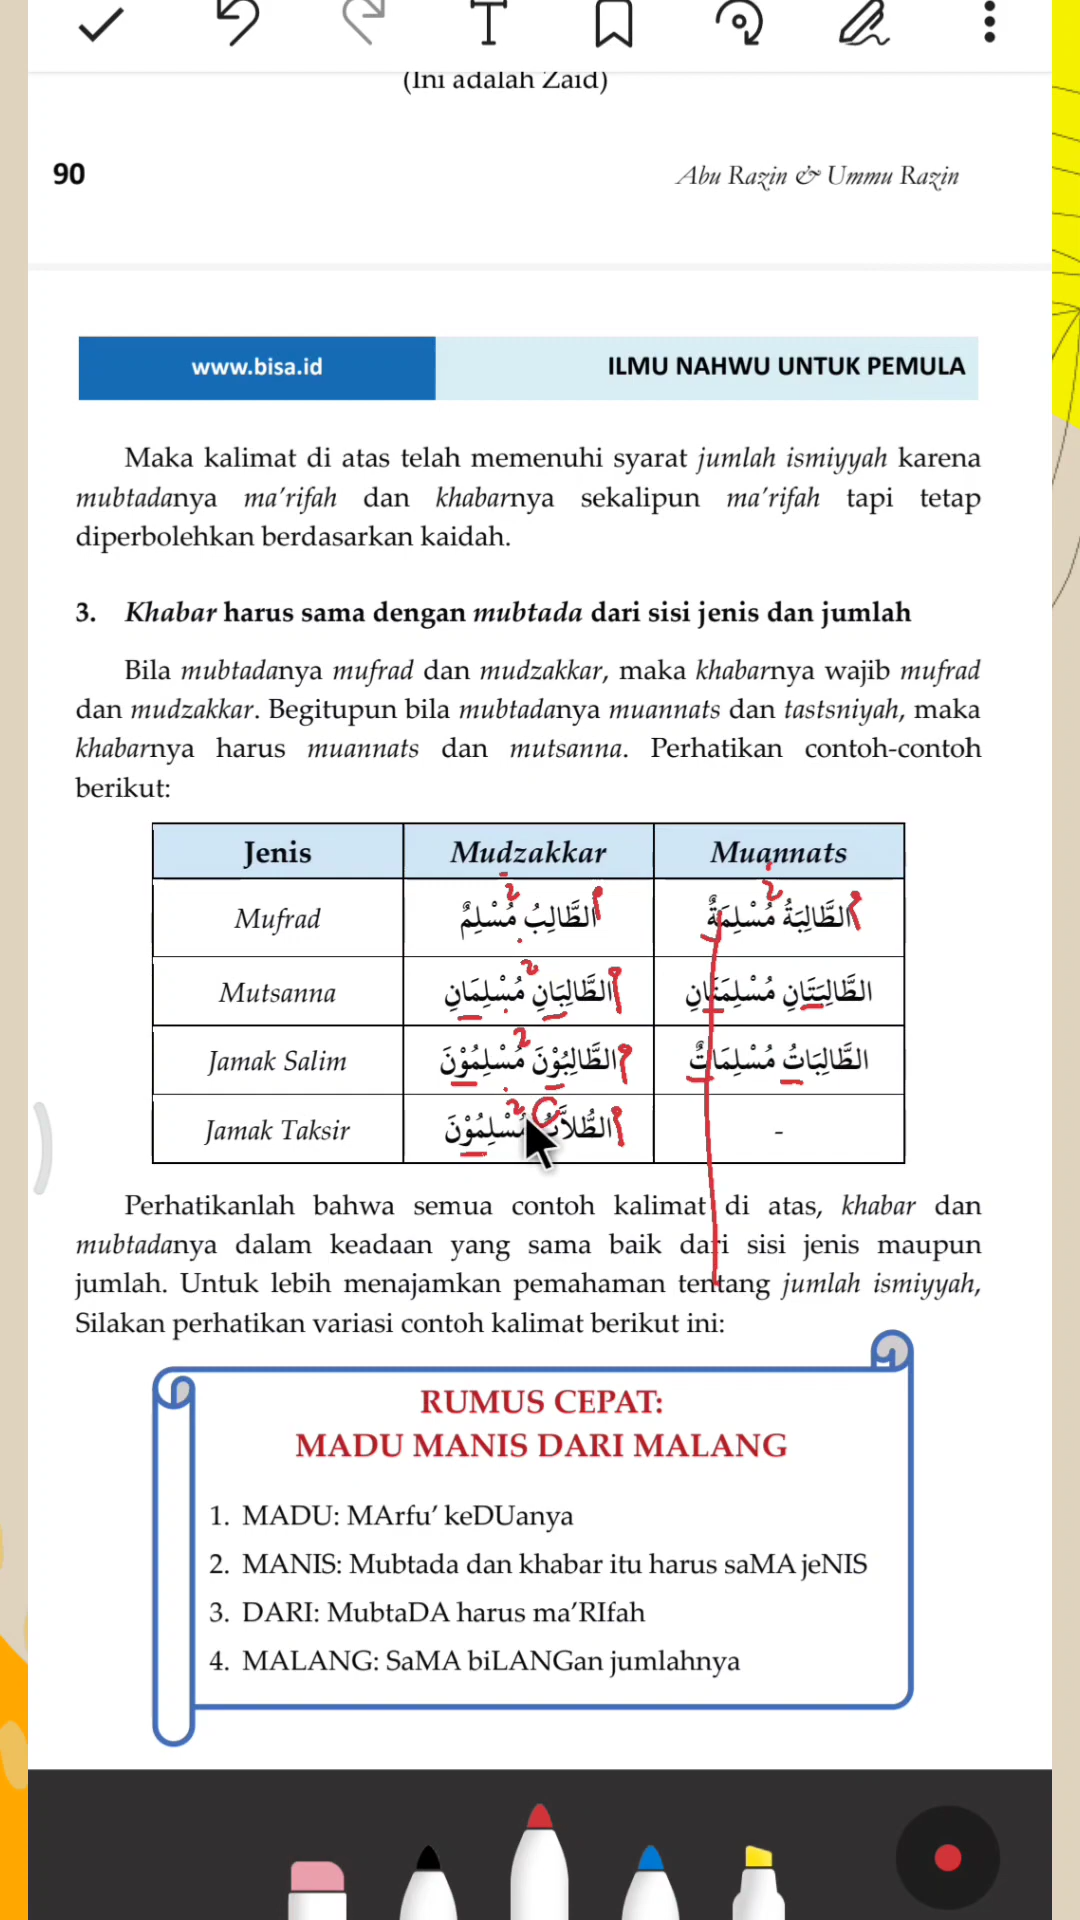 (Ini adalah Zaid)
90
Abu Razin & Ummu Razin
www.bisa.id
ILMU NAHWU UNTUK PEMULA
Maka kalimat di atas telah memenuhi syarat jumlah ismiyyah karena
mubtadanya ma'rifah dan khabarnya sekalipun ma'rifah tapi tetap
diperbolehkan berdasarkan kaidah.
3. Khabar harus sama dengan mubtada dari sisi jenis dan jumlah
Bila mubtadanya mufrad dan mudzakkar, maka khabarnya wajib mufrad
dan mudzakkar. Begitupun bila mubtadanya muannats dan tastsniyah, maka
khabarnya harus muannats dan mutsanna. Perhatikan contoh-contoh
berikut:
Jenis Mudzakkar Muannats
Mufrad الطَّالِبُ مُسْلِمٌ الطَّالِبَةُ مُسْلِمَةٌ
Mutsanna الطَّالِبَانِ مُسْلِمَانِ الطَّالِبَتَانِ مُسْلِمَتَانِ
Jamak Salim الطَّالِبُوْنَ مُسْلِمُوْنَ الطَّالِبَاتُ مُسْلِمَاتٌ
Jamak Taksir مُسْلِمُوْنَ -
Perhatikanlah bahwa semua contoh kalimat di atas, khabar dan
mubtadanya dalam keadaan yang sama baik dari sisi jenis maupun
jumlah. Untuk lebih menajamkan pemahaman tentang jumlah ismiyyah,
Silakan perhatikan variasi contoh kalimat berikut ini:
RUMUS CEPAT:
MADU MANIS DARI MALANG
1. MADU: MArfu' keDUanya
2. MANIS: Mubtada dan khabar itu harus saMA jeNIS
3. DARI: MubtaDA harus ma'RIfah
4. MALANG: SaMA biLANGan jumlahnya